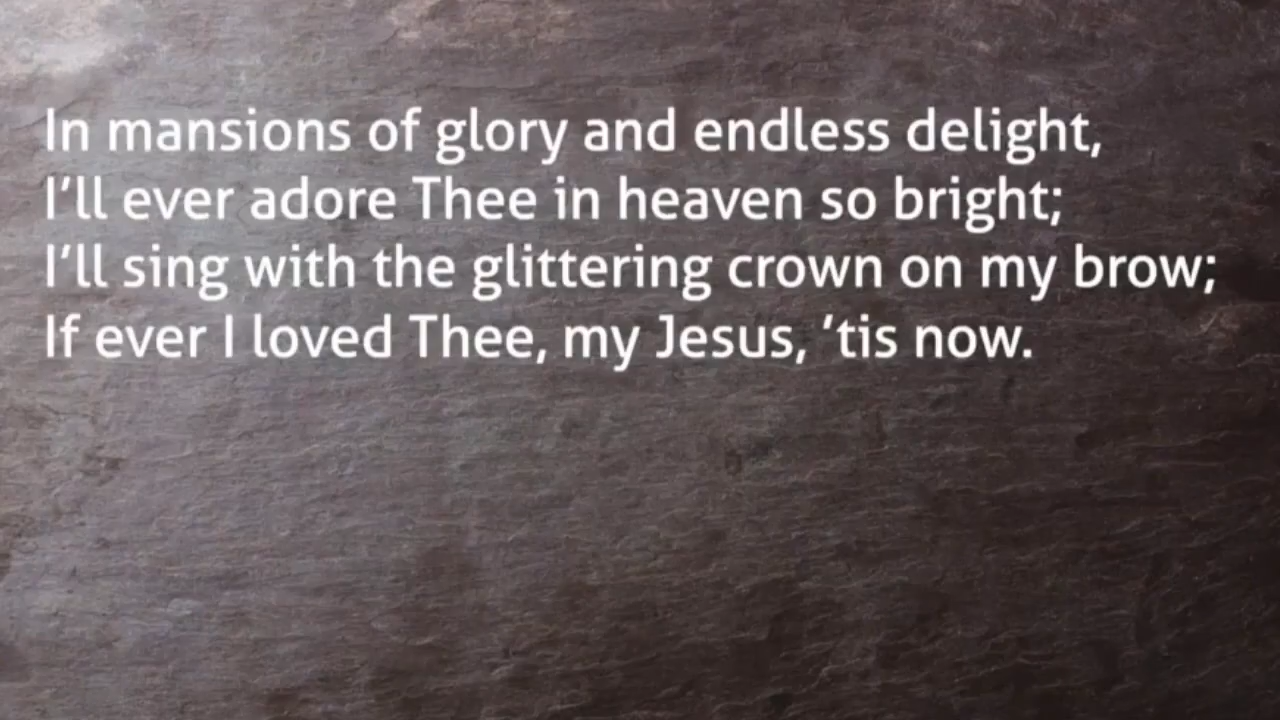 In mansions of glory and endless delight,
I’ll ever adore Thee in heaven so bright;
I’ll sing with the glittering crown on my brow;
If ever I loved Thee, my Jesus, ’tis now.